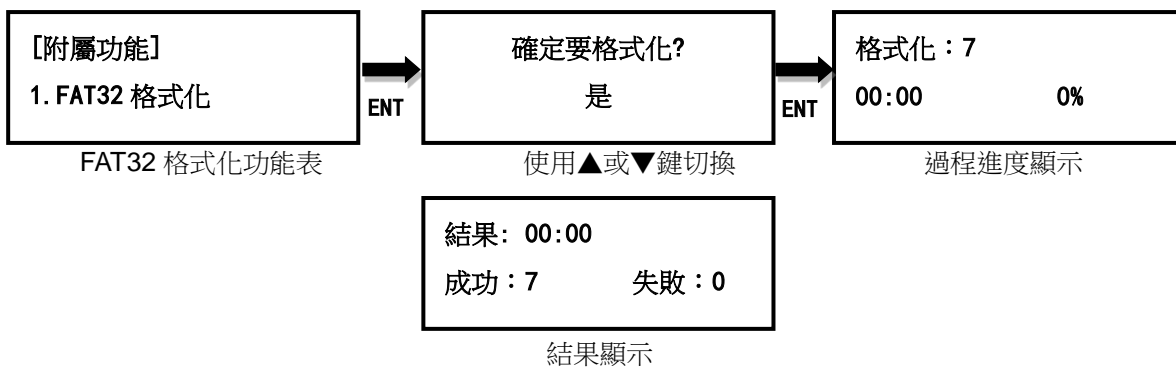 [附屬功能]
1. FAT32 格式化
ENT
FAT32 格式化功能表
確定要格式化?
是
ENT
使用▲或▼鍵切換
格式化：7
00:00 0%
過程進度顯示
結果: 00:00
成功：7 失敗：0
結果顯示